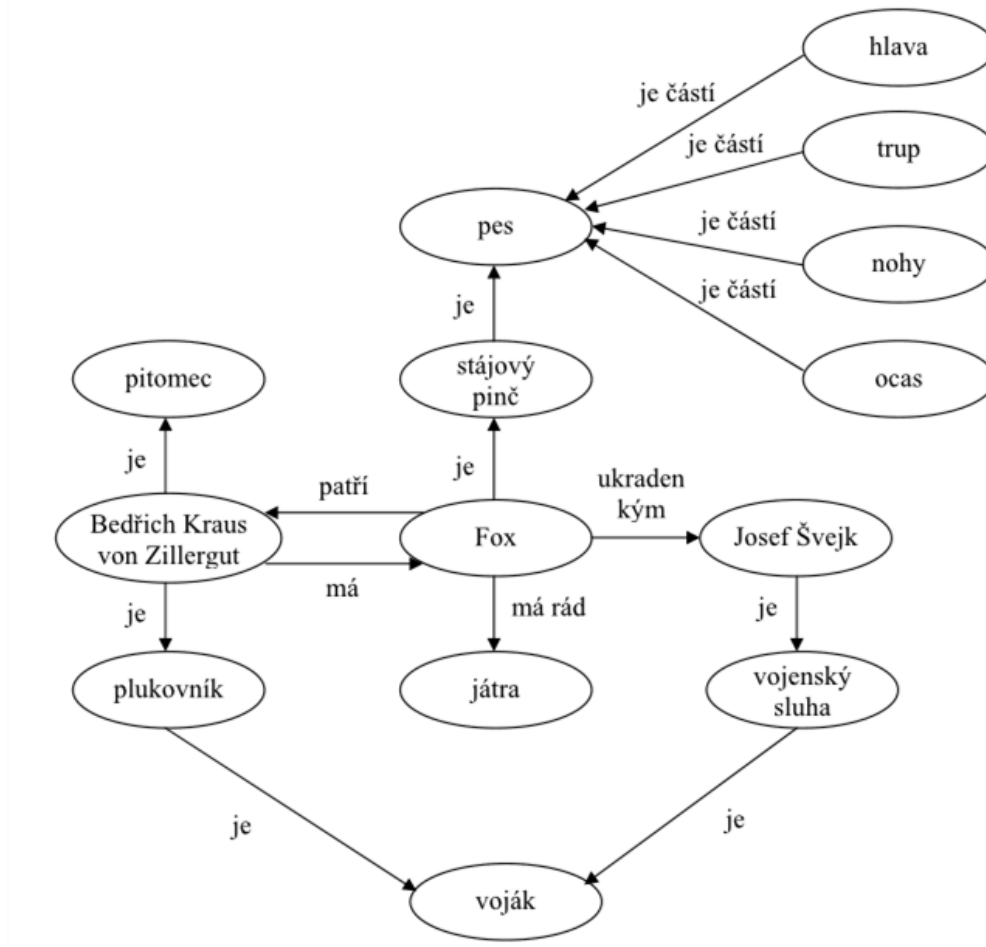 hlava
je částí
trup
je částí
pes
je částí
nohy
je částí
je
ocas
pitomec
stájový
pinč
je
je
patří
ukraden
kým
Bedřich Kraus
von Zillergut
Fox
Josef Švejk
má
je
má rád
je
plukovník
játra
vojenský
sluha
je
je
voják